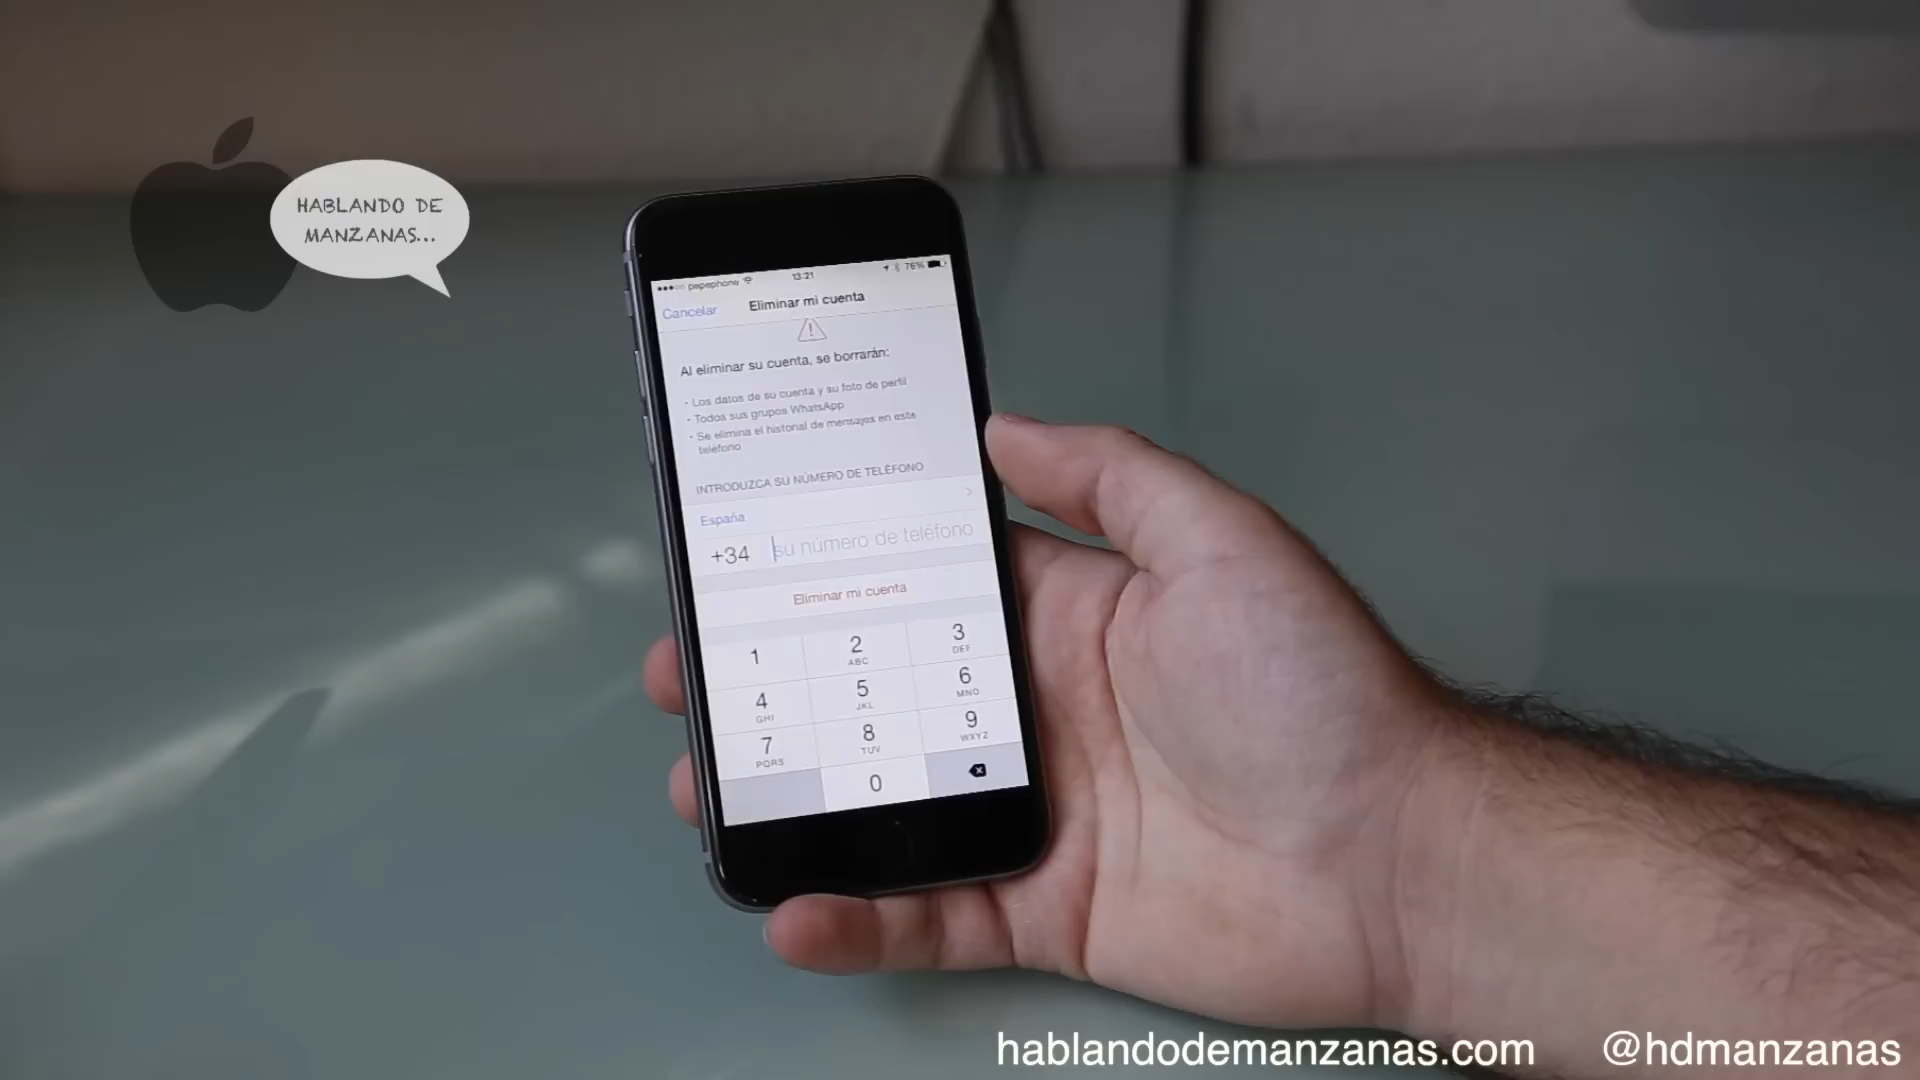 HABLANDO DE
MANZANAS...
pepephone 13:21 76%
Cancelar Eliminar mi cuenta
Al eliminar su cuenta, se borrarán:
• Los datos de su cuenta y su foto de perfil
• Todos sus grupos WhatsApp
• Se elimina el historial de mensajes en este
teléfono
INTRODUZCA SU NÚMERO DE TELÉFONO
España
+34 su número de teléfono
Eliminar mi cuenta
1 2 3
ABC DEF
4 5 6
GHI JKL MNO
7 8 9
PQRS TUV WXYZ
0
hablandodemanzanas.com @hdmanzanas